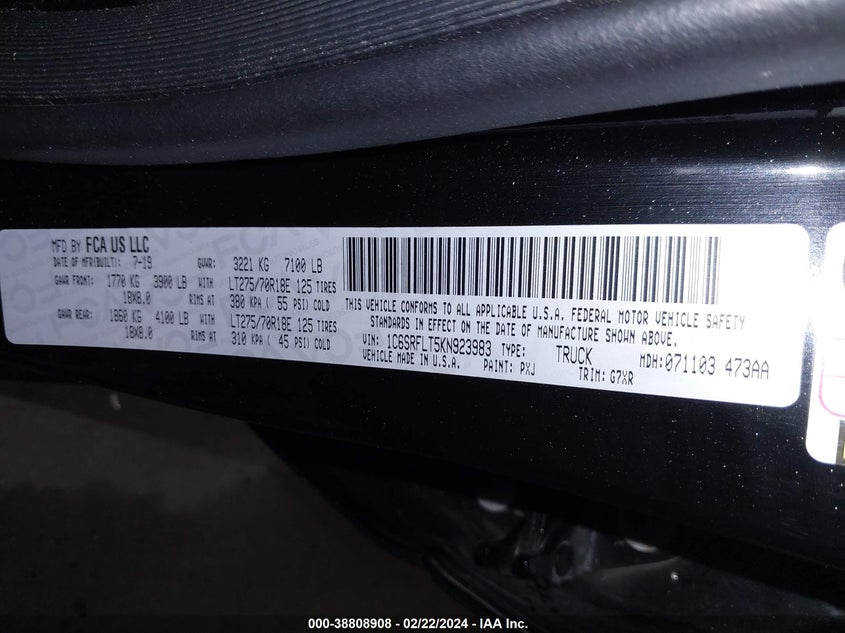 MFD BY FCA US LLC
DATE OF MFR(BUILT): 7-19 GVWR: 3221 KG 7100 LB
GAWR FRONT: 1770 KG 3900 LB WITH LT275/70R18E 125 TIRES
18X8.0 RIMS AT 380 KPA ( 55 PSI) COLD
GAWR REAR: 1860 KG 4100 LB WITH LT275/70R18E 125 TIRES
18X8.0 RIMS AT 310 KPA ( 45 PSI) COLD
THIS VEHICLE CONFORMS TO ALL APPLICABLE U.S.A. FEDERAL MOTOR VEHICLE SAFETY
STANDARDS IN EFFECT ON THE DATE OF MANUFACTURE SHOWN ABOVE.
VIN: 1C6SRFLT5KN923983 TYPE: TRUCK MDH:071103 473AA
VEHICLE MADE IN U.S.A. PAINT: PXJ TRIM: G7XR
000-38808908 - 02/22/2024 - IAA Inc.